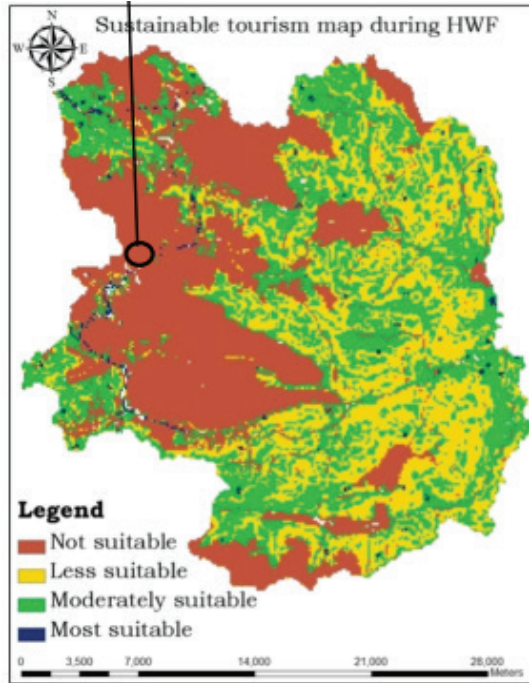 Sustainable tourism map during HWF
N
W E
S
Legend
Not suitable
Less suitable
Moderately suitable
Most suitable
0 3,500 7,000 14,000 21,000 28,000
Meters